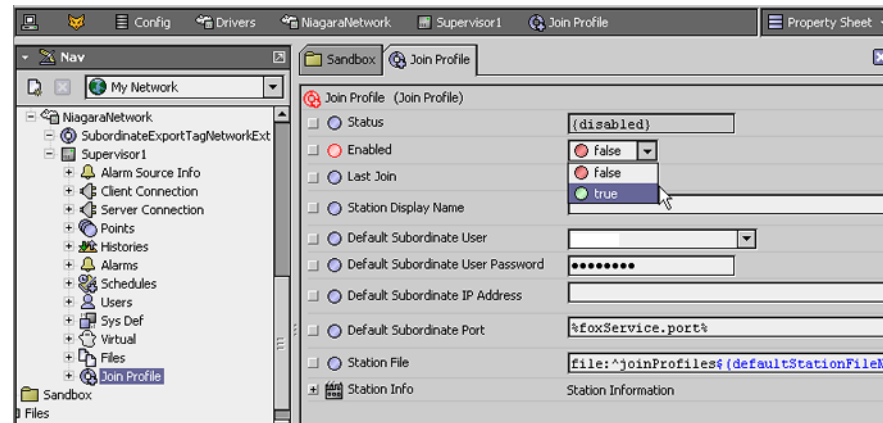 Config Drivers NiagaraNetwork Supervisor1 Join Profile Property Sheet
Nav
My Network
NiagaraNetwork
SubordinateExportTagNetworkExt
Supervisor1
Alarm Source Info
Client Connection
Server Connection
Points
Histories
Alarms
Schedules
Users
Sys Def
Virtual
Files
Join Profile
Sandbox
Files
Sandbox Join Profile
Join Profile (Join Profile)
Status {disabled}
Enabled false
false
true
Last Join
Station Display Name
Default Subordinate User
Default Subordinate User Password ••••••••
Default Subordinate IP Address
Default Subordinate Port %foxService.port%
Station File file:^joinProfiles$(defaultStationFileN
Station Info Station Information